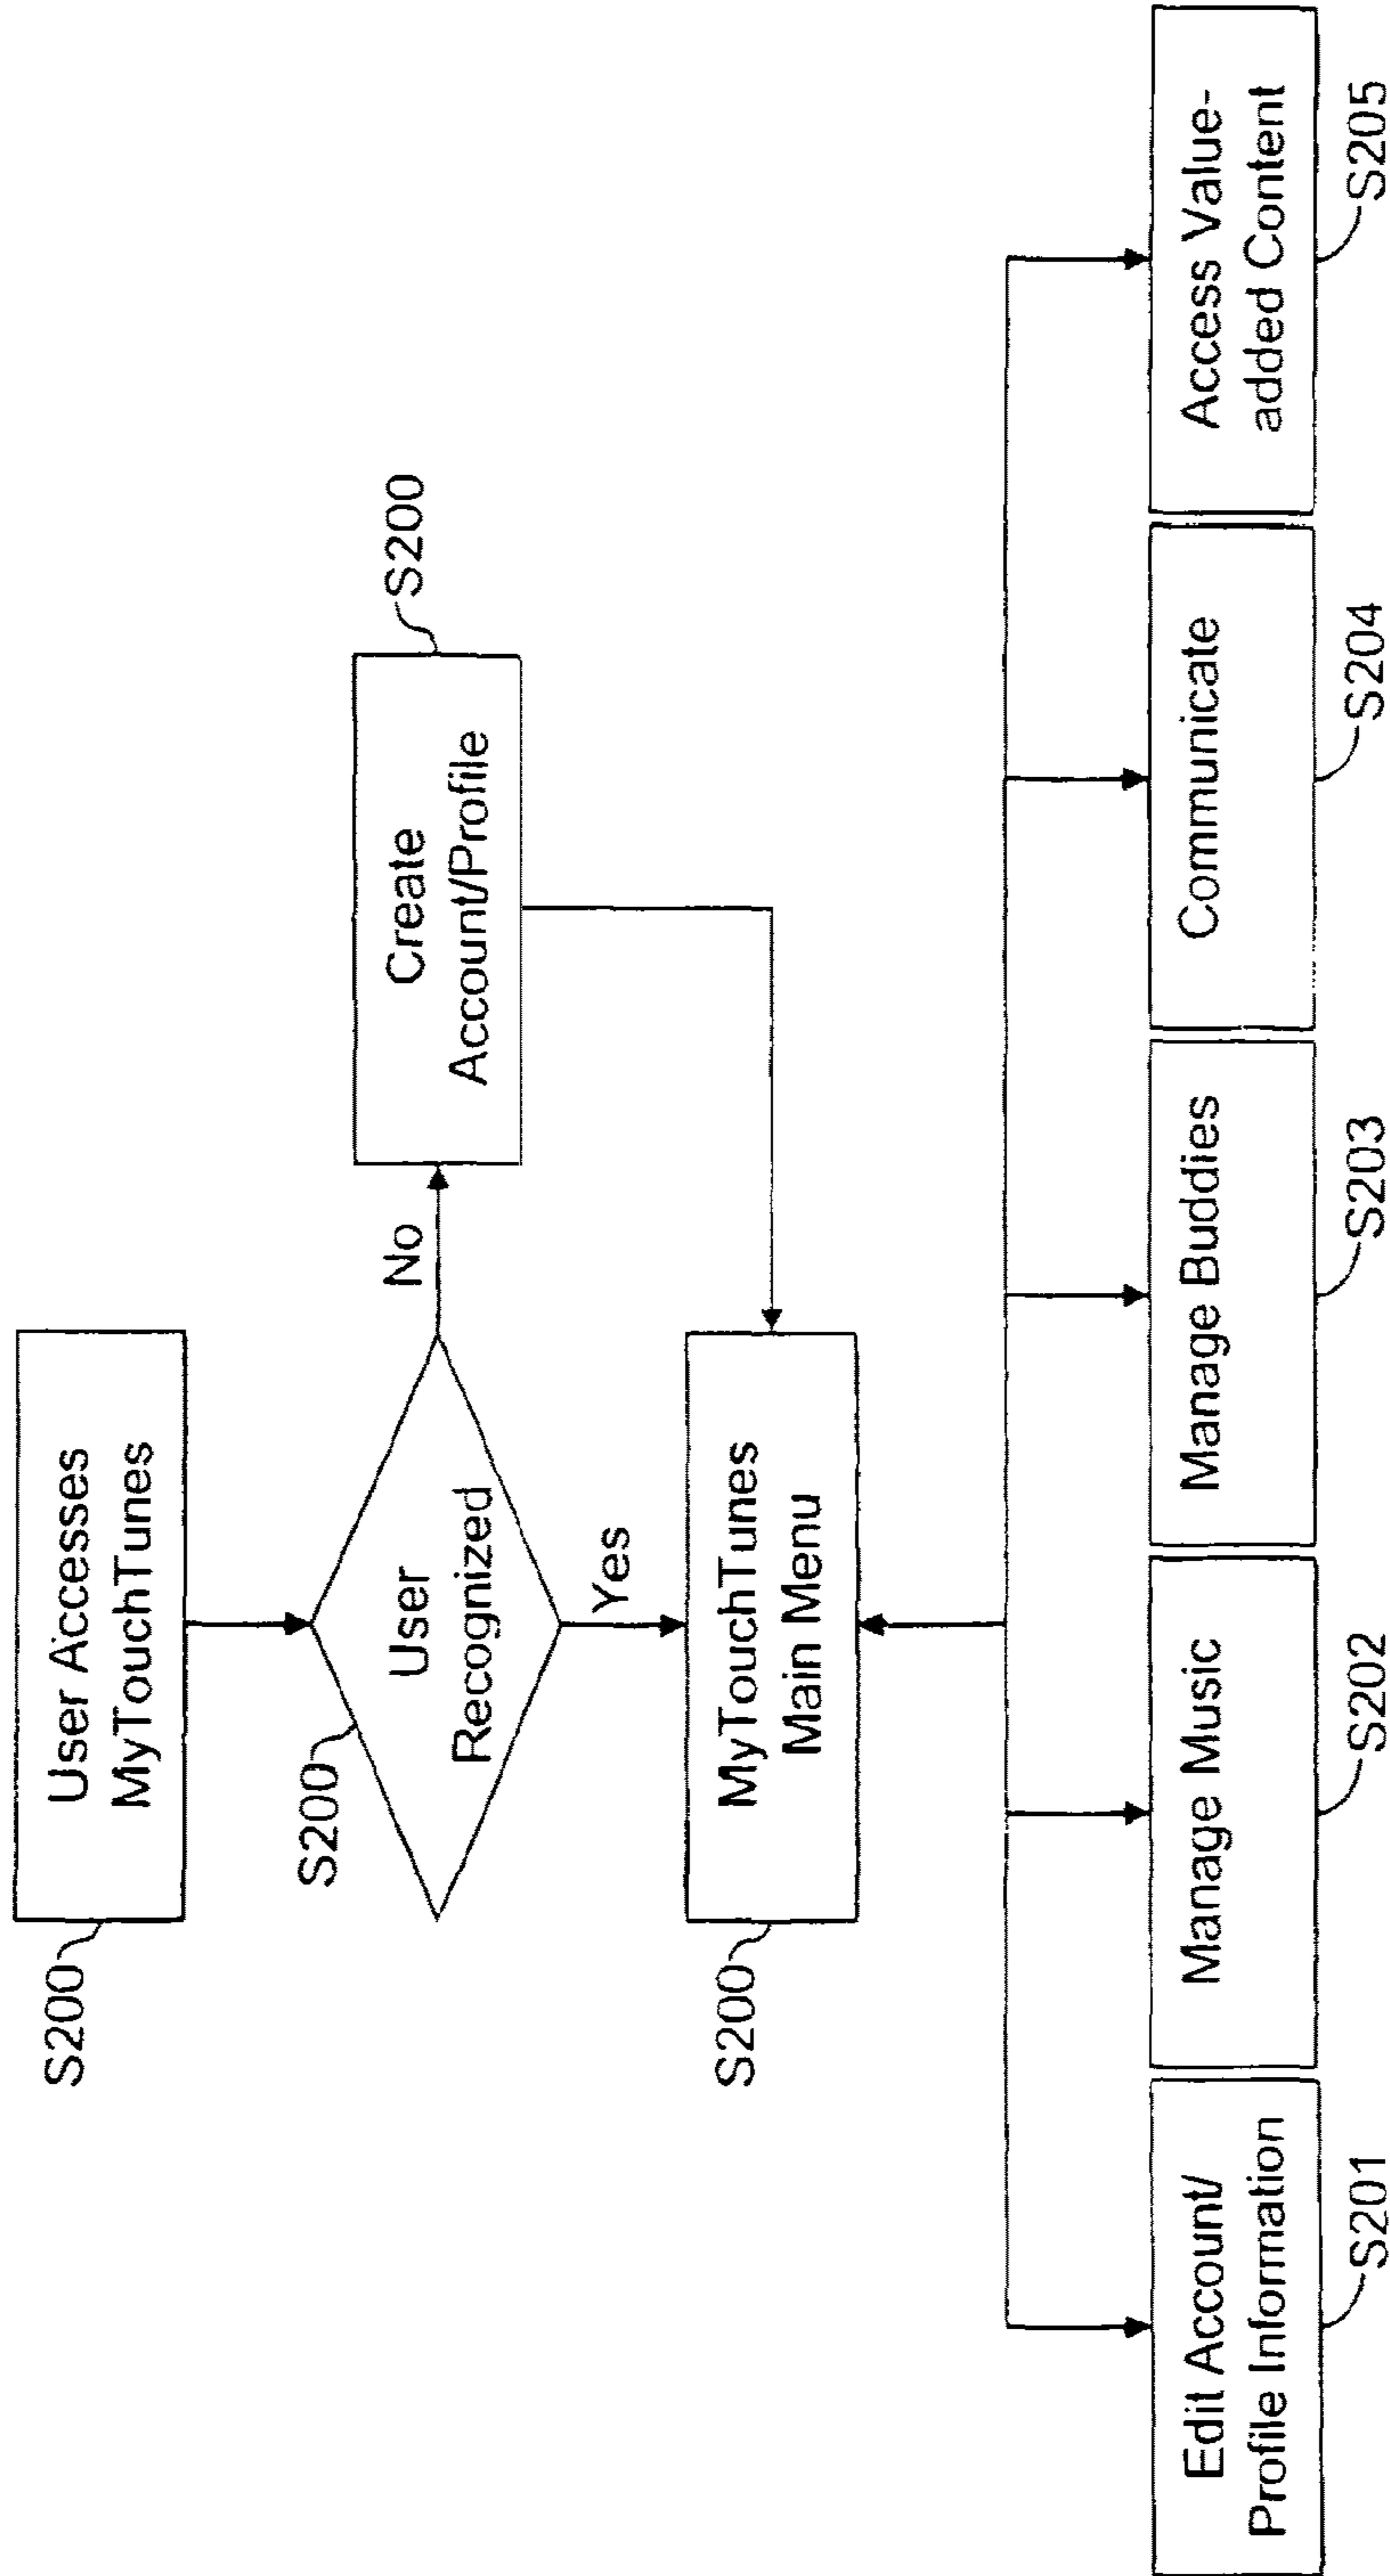 User Accesses
MyTouchTunes
S200
User
Recognized
S200
No
Create
Account/Profile
S200
Yes
MyTouchTunes
Main Menu
S200
Edit Account/
Profile Information
S201
Manage Music
S202
Manage Buddies
S203
Communicate
S204
Access Value-
added Content
S205